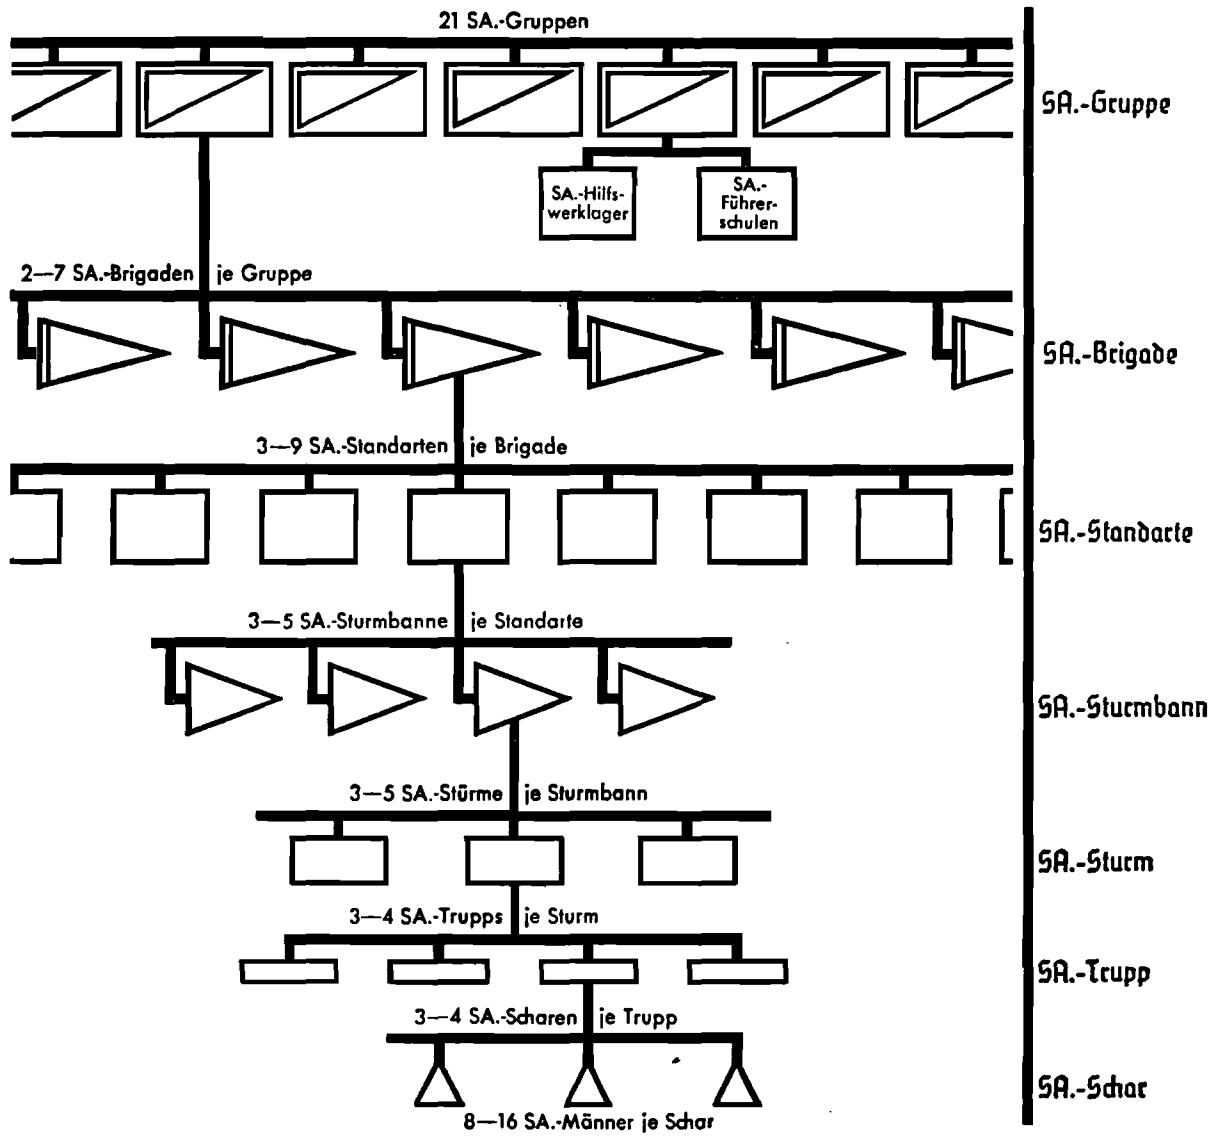 21 SA.-Gruppen
SA.-Gruppe
SA.-Hilfs-
werklager
SA.-
Führer-
schulen
2—7 SA.-Brigaden je Gruppe
SA.-Brigade
3—9 SA.-Standarten je Brigade
SA.-Standarte
3—5 SA.-Sturmbanne je Standarte
SA.-Sturmbann
3—5 SA.-Stürme je Sturmbann
SA.-Sturm
3—4 SA.-Trupps je Sturm
SA.-Trupp
3—4 SA.-Scharen je Trupp
SA.-Schar
8—16 SA.-Männer je Schar